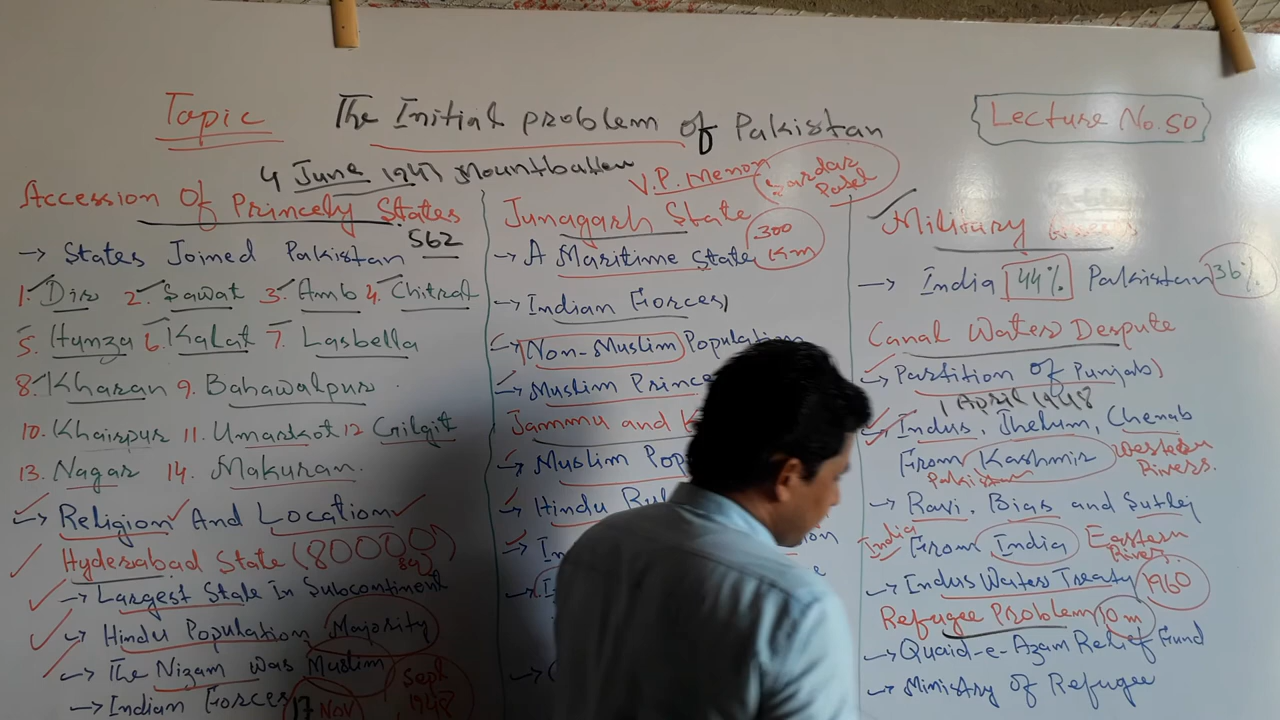 Topic The Initial problem of Pakistan
Lecture No.50
4 June 1947 Mountbatten
V.P. Menon Sardar Patel
Accession Of Princely States
562
→ States Joined Pakistan
1. Dir 2. Sawat 3. Amb 4. Chitral
5. Hunza 6. Kalat 7. Lasbella
8. Kharan 9. Bahawalpur
10. Khairpur 11. Umarkot 12 Gilgit
13. Nagar 14. Makuran.
→ Religion And Location
Hyderabad State (80000)
→ Largest State In Subcontinent
→ Hindu Population Majority
→ The Nizam was Muslim
→ Indian Forces 17 Nov Sept 1948
Junagarh State
300 Km
→ A Maritime State
→ Indian Forces
→ Non-Muslim Population
→ Muslim Prince
Jammu and
→ Muslim
→ Hindu
Military
→ India 44% Pakistan 36%
Canal Waters Despute
→ Partition Of Punjab
1 April 1948
→ Indus, Jhelum, Chenab
From Kashmir Western Rivers.
Pakistan
→ Ravi, Bias and Sutlej
India → From India Eastern Rivers
→ Indus Waters Treaty 1960
Refugee Problem 10m
→ Quaid-e-Azam Relief Fund
→ Ministry of Refugee